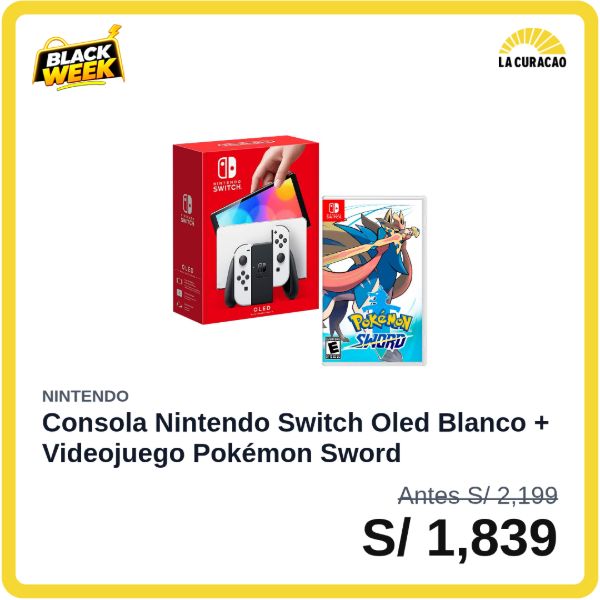 BLACK
WEEK
LA CURACAO
NINTENDO
SWITCH
OLED
POKéMON
SWORD
E
NINTENDO
Consola Nintendo Switch Oled Blanco +
Videojuego Pokémon Sword
Antes S/ 2,199
S/ 1,839